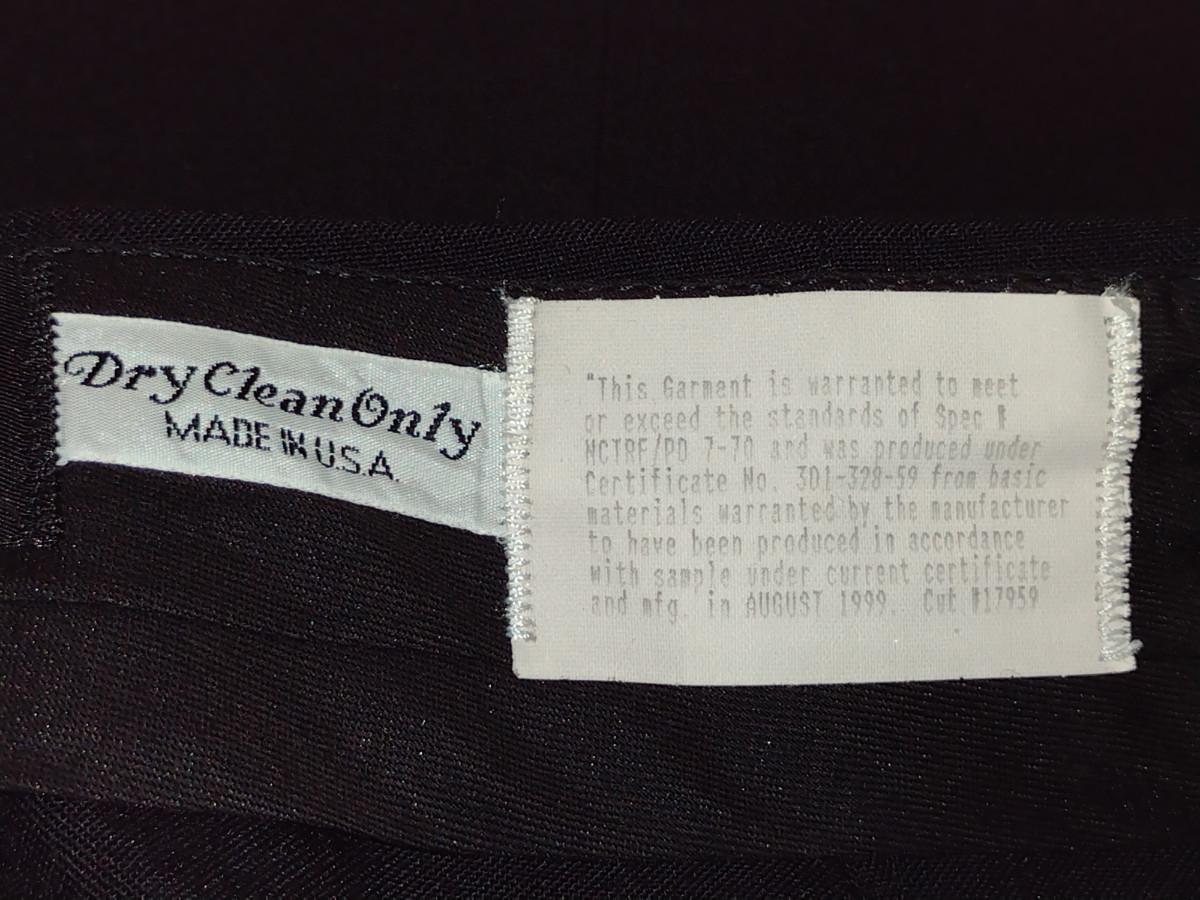 Dry Clean Only
MADE IN U.S.A.
"This Garment is warranted to meet
or exceed the standards of Spec #
NCTRF/PD 7-70 and was produced under
Certificate No. 3D1-328-59 from basic
materials warranted by the manufacturer
to have been produced in accordance
with sample under current certificate
and mfg. in AUGUST 1999. Cut #17959